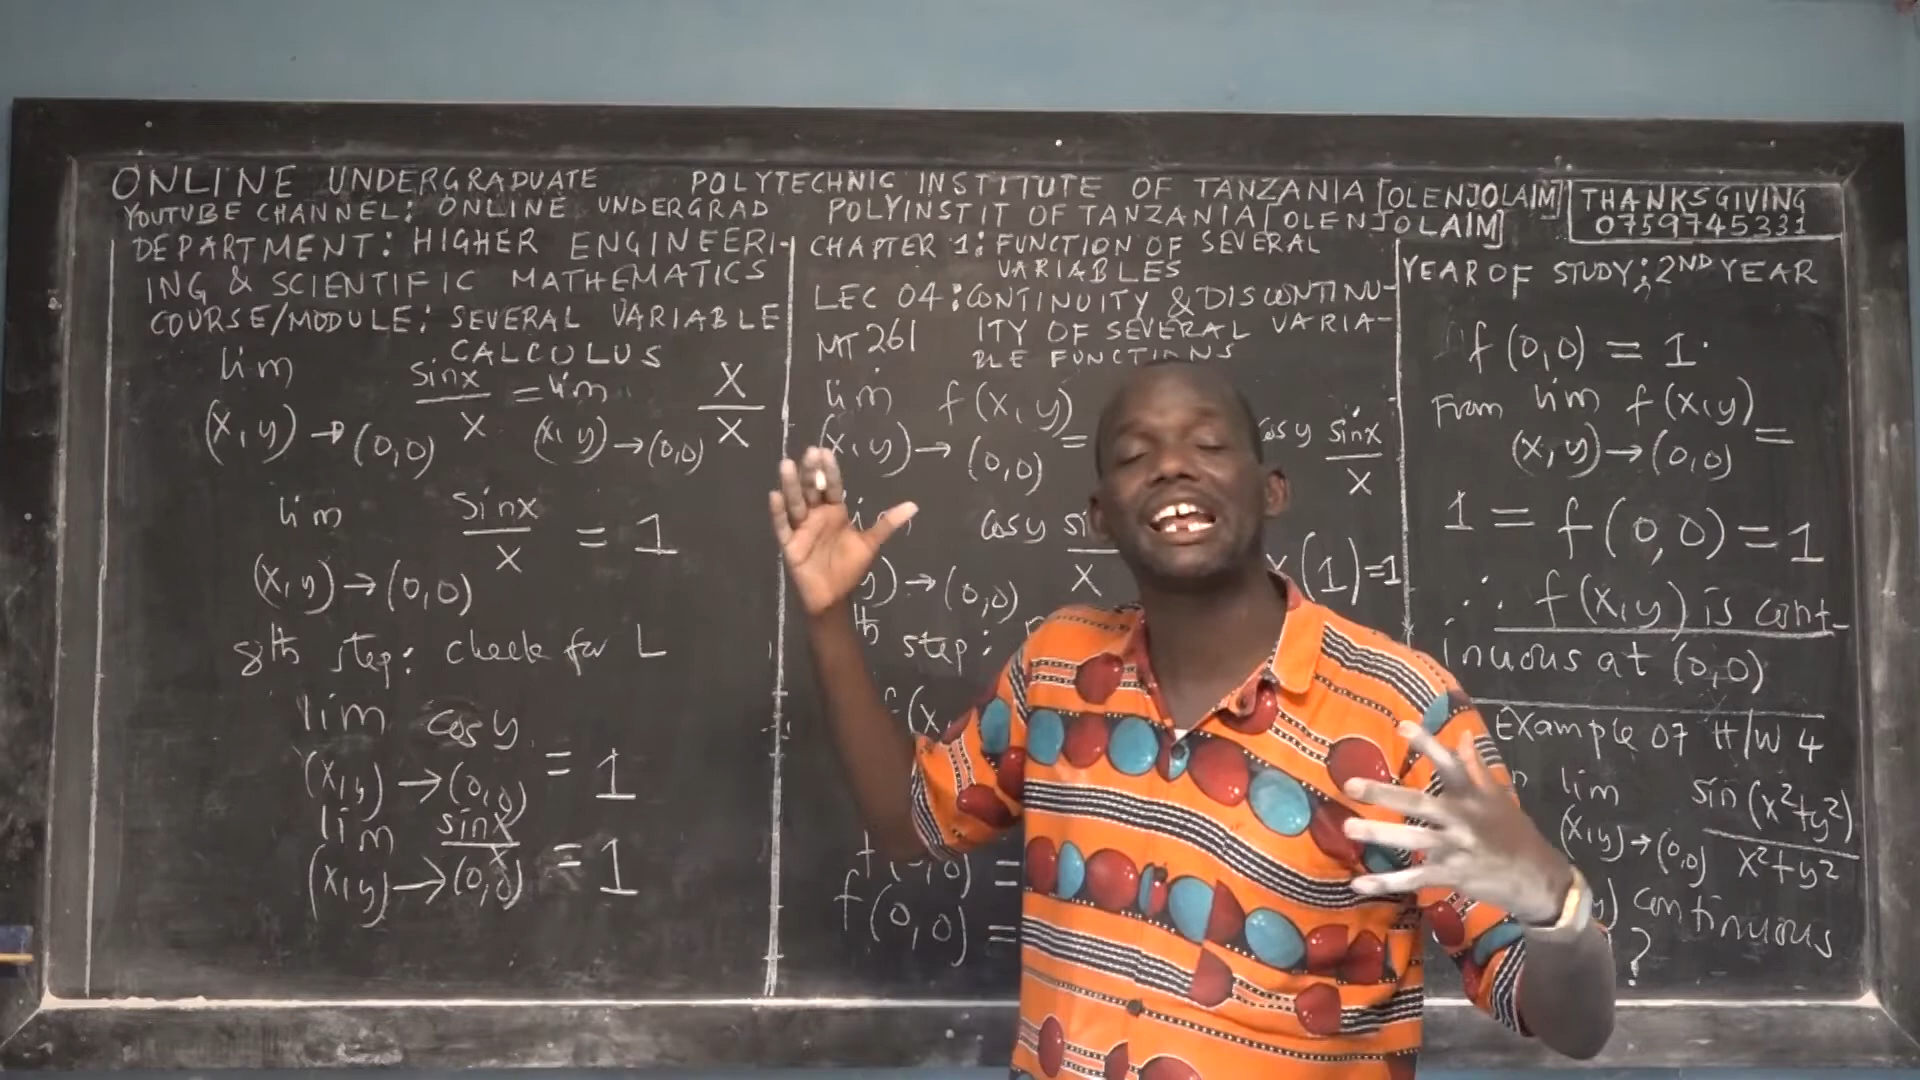 ONLINE UNDERGRADUATE POLYTECHNIC INSTITUTE OF TANZANIA [OLENJOLAIM]
YOUTUBE CHANNEL: ONLINE UNDERGRAD POLYINSTIT OF TANZANIA [OLENJOLAIM]
THANKSGIVING
0759745331
DEPARTMENT: HIGHER ENGINEERI-
ING & SCIENTIFIC MATHEMATICS
COURSE/MODULE: SEVERAL VARIABLE
CALCULUS
lim sinx/x = lim x/x
(x,y) → (0,0) (x,y) → (0,0)
lim sinx/x = 1
(x,y) → (0,0)
8th step: check for L
lim cosy = 1
(x,y) → (0,0)
lim sinx/x = 1
(x,y) → (0,0)
CHAPTER 1: FUNCTION OF SEVERAL
VARIABLES
LEC 04: CONTINUITY & DISCONTINU-
MT 261 ITY OF SEVERAL VARIA-
BLE FUNCTIONS
lim f(x,y) = cosy sinx/x
(x,y) → (0,0)
cosy
x(1)=1
→ (0,0) x
step:
f(0,0) =
YEAR OF STUDY: 2ND YEAR
f(0,0) = 1.
From lim f(x,y) =
(x,y) → (0,0)
1 = f(0,0) = 1
∴ f(x,y) is cont-
inuous at (0,0)
Example 07 H/W 4
lim sin(x²+y²)/x²+y²
(x,y) → (0,0)
continuous
?